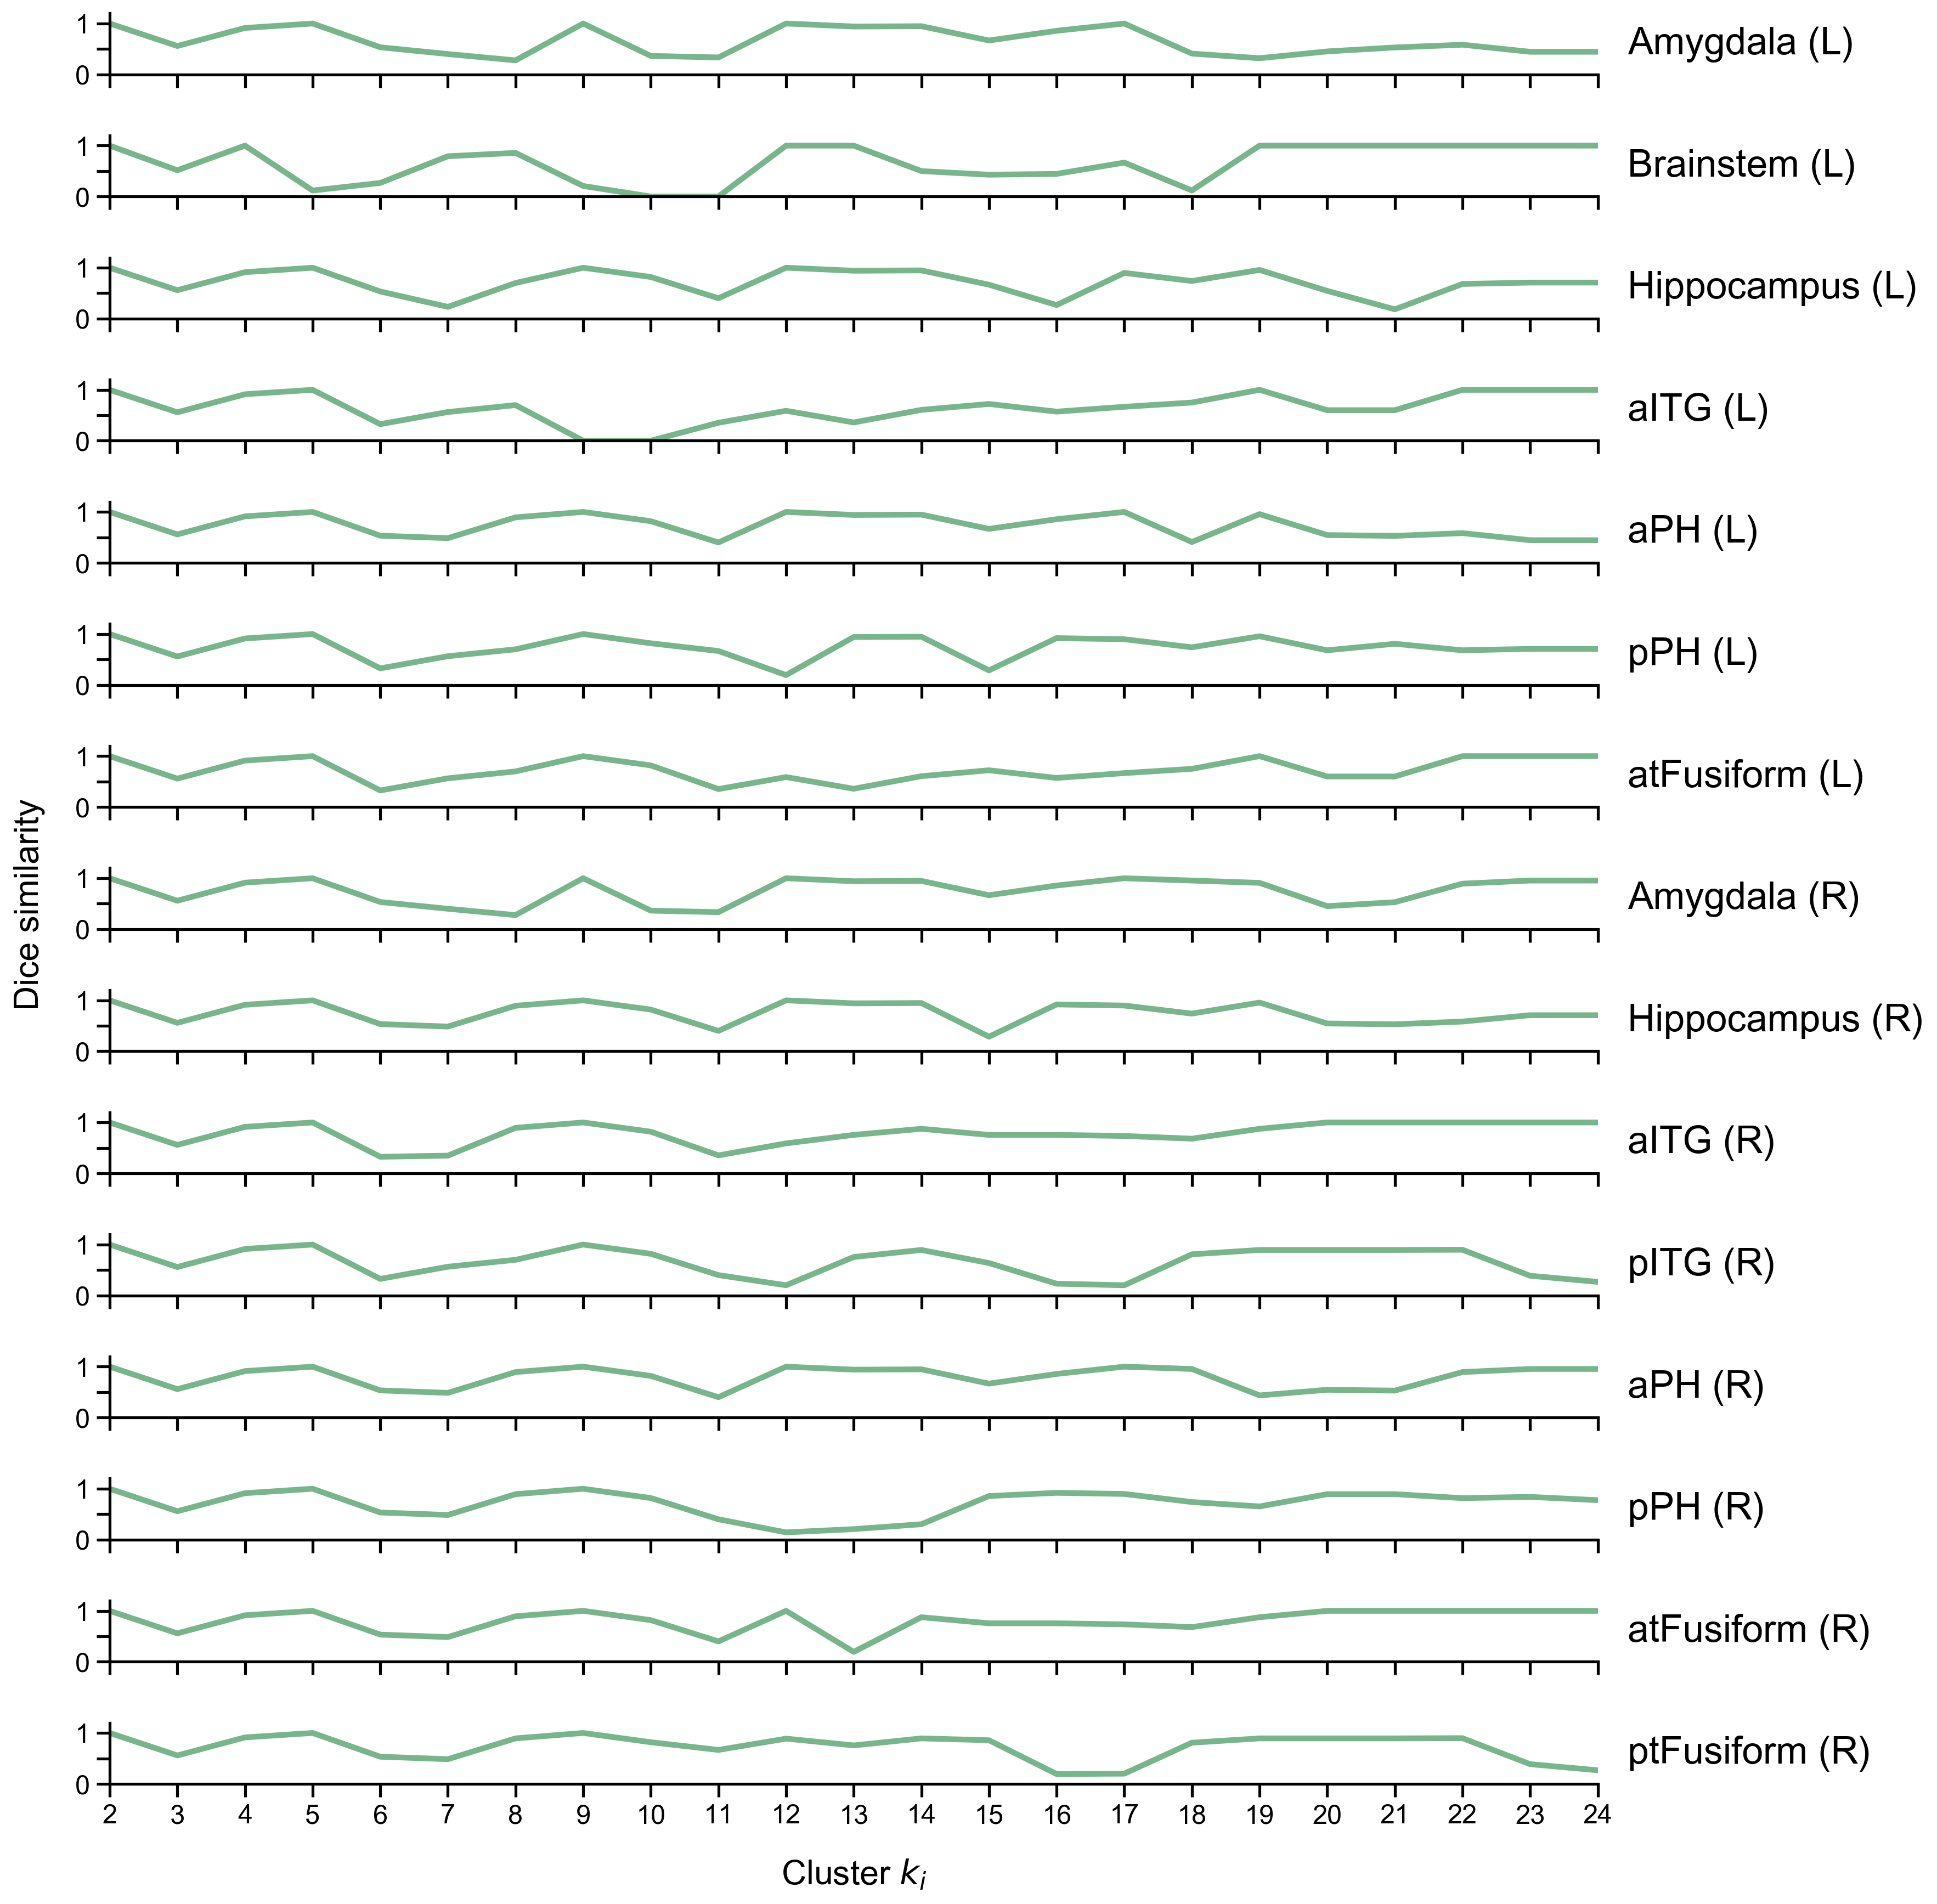 1
0
Amygdala (L)
1
0
Brainstem (L)
1
0
Hippocampus (L)
1
0
aITG (L)
1
0
aPH (L)
1
0
pPH (L)
1
0
atFusiform (L)
1
0
Amygdala (R)
1
0
Hippocampus (R)
1
0
aITG (R)
1
0
pITG (R)
1
0
aPH (R)
1
0
pPH (R)
1
0
atFusiform (R)
1
0
ptFusiform (R)
2 3 4 5 6 7 8 9 10 11 12 13 14 15 16 17 18 19 20 21 22 23 24
Cluster kᵢ
Dice similarity